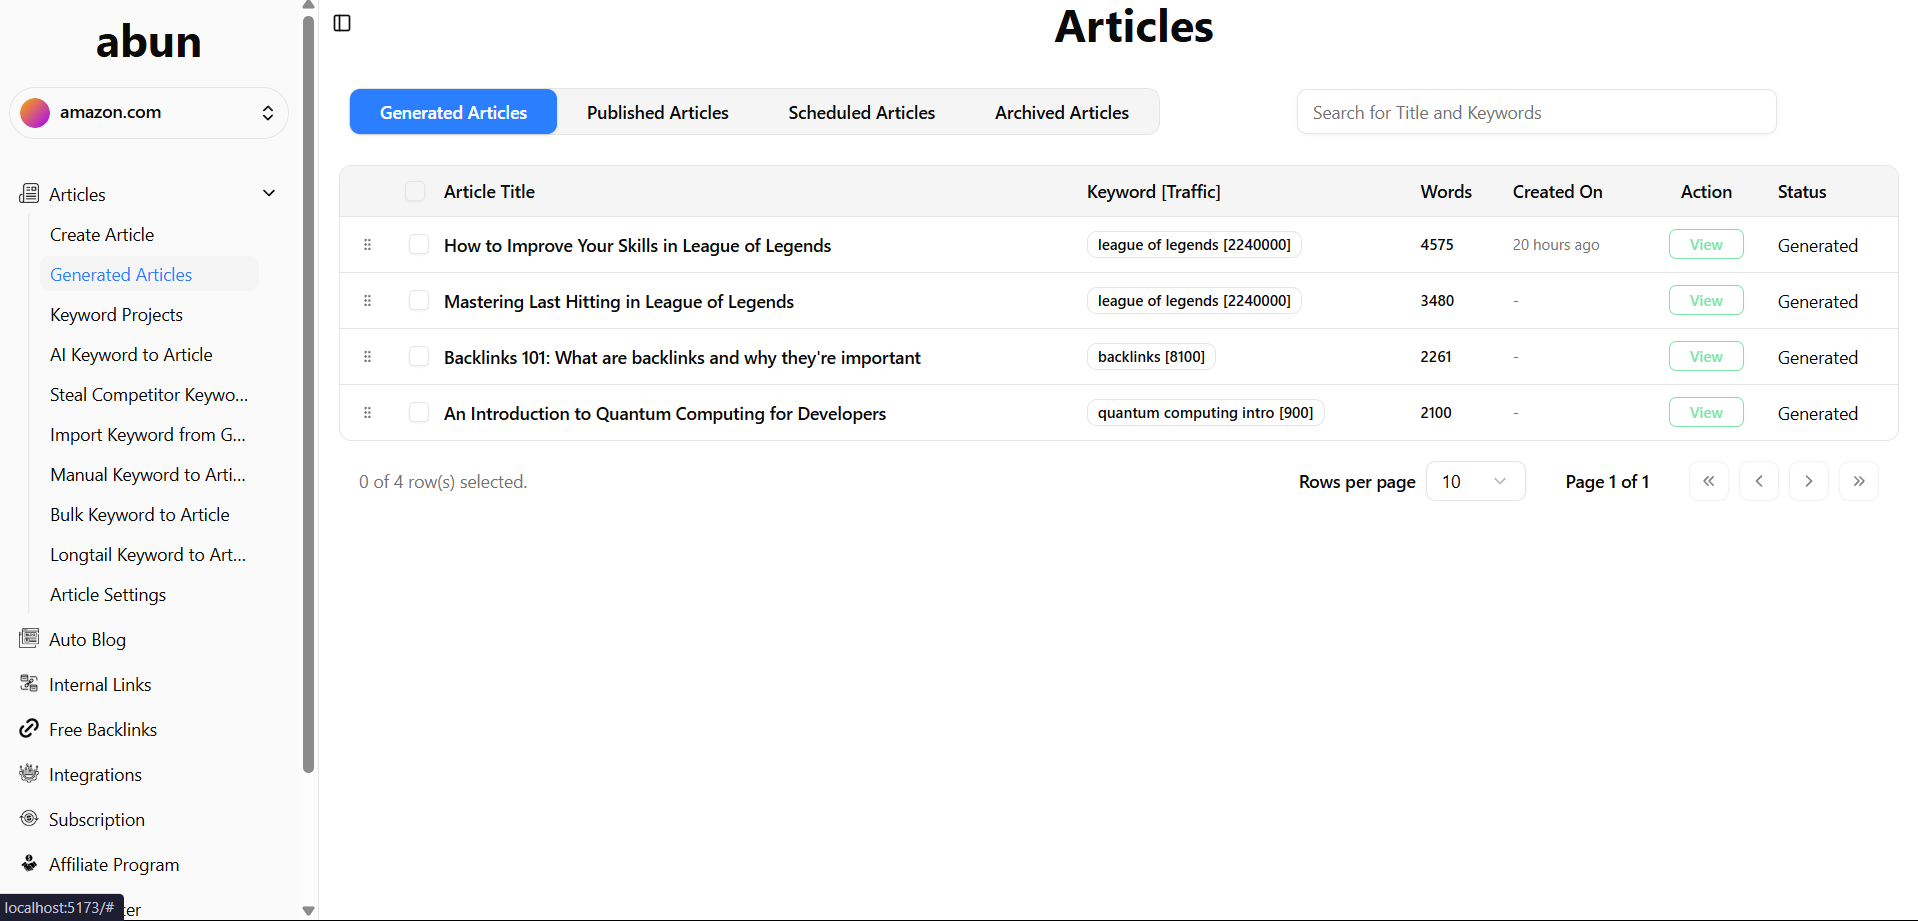 abun
amazon.com
Articles
Create Article
Generated Articles
Keyword Projects
AI Keyword to Article
Steal Competitor Keywo...
Import Keyword from G...
Manual Keyword to Arti...
Bulk Keyword to Article
Longtail Keyword to Art...
Article Settings
Auto Blog
Internal Links
Free Backlinks
Integrations
Subscription
Affiliate Program
localhost:5173/#
Articles
Generated Articles Published Articles Scheduled Articles Archived Articles Search for Title and Keywords
Article Title Keyword [Traffic] Words Created On Action Status
How to Improve Your Skills in League of Legends league of legends [2240000] 4575 20 hours ago View Generated
Mastering Last Hitting in League of Legends league of legends [2240000] 3480 - View Generated
Backlinks 101: What are backlinks and why they're important backlinks [8100] 2261 - View Generated
An Introduction to Quantum Computing for Developers quantum computing intro [900] 2100 - View Generated
0 of 4 row(s) selected. Rows per page 10 Page 1 of 1